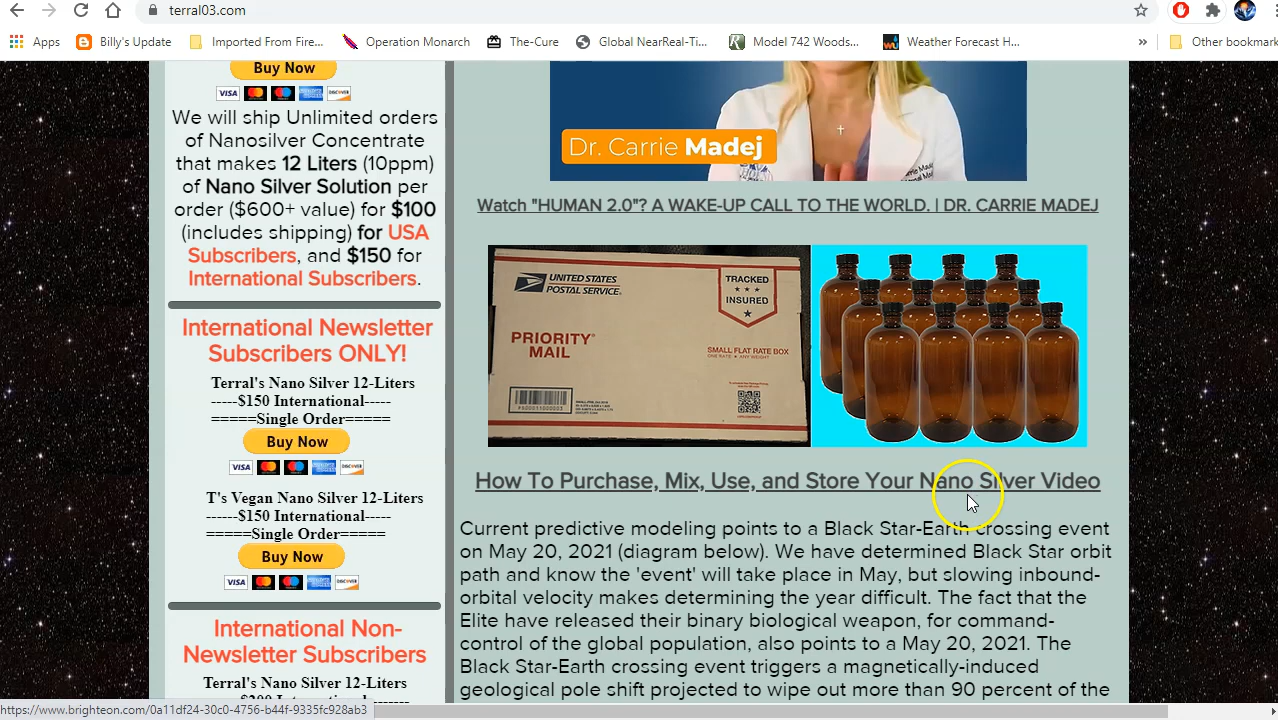 terral03.com
Apps
Billy's Update
Imported From Fire...
Operation Monarch
The-Cure
Global NearReal-Ti...
Model 742 Woods...
Weather Forecast H...
»
Other bookmark
Buy Now
VISA
DISCOVER
We will ship Unlimited orders
of Nanosilver Concentrate
that makes 12 Liters (10ppm)
of Nano Silver Solution per
order ($600+ value) for $100
(includes shipping) for USA
Subscribers, and $150 for
International Subscribers.
International Newsletter
Subscribers ONLY!
Terral's Nano Silver 12-Liters
-----$150 International-----
=====Single Order=====
Buy Now
VISA
DISCOVER
T's Vegan Nano Silver 12-Liters
------$150 International----
=====Single Order=====
Buy Now
VISA
DISCOVER
International Non-
Newsletter Subscribers
Terral's Nano Silver 12-Liters
Dr. Carrie Madej
Watch "HUMAN 2.0"? A WAKE-UP CALL TO THE WORLD. | DR. CARRIE MADEJ
UNITED STATES
POSTAL SERVICE
TRACKED
INSURED
PRIORITY
MAIL
SMALL FLAT RATE BOX
ONE RATE ANY WEIGHT
How To Purchase, Mix, Use, and Store Your Nano Silver Video
Current predictive modeling points to a Black Star-Earth crossing event
on May 20, 2021 (diagram below). We have determined Black Star orbit
path and know the 'event' will take place in May, but slowing inbound-
orbital velocity makes determining the year difficult. The fact that the
Elite have released their binary biological weapon, for command-
control of the global population, also points to a May 20, 2021. The
Black Star-Earth crossing event triggers a magnetically-induced
geological pole shift projected to wipe out more than 90 percent of the
https://www.brighteon.com/0a11df24-30c0-4756-b44f-9335fc928ab3